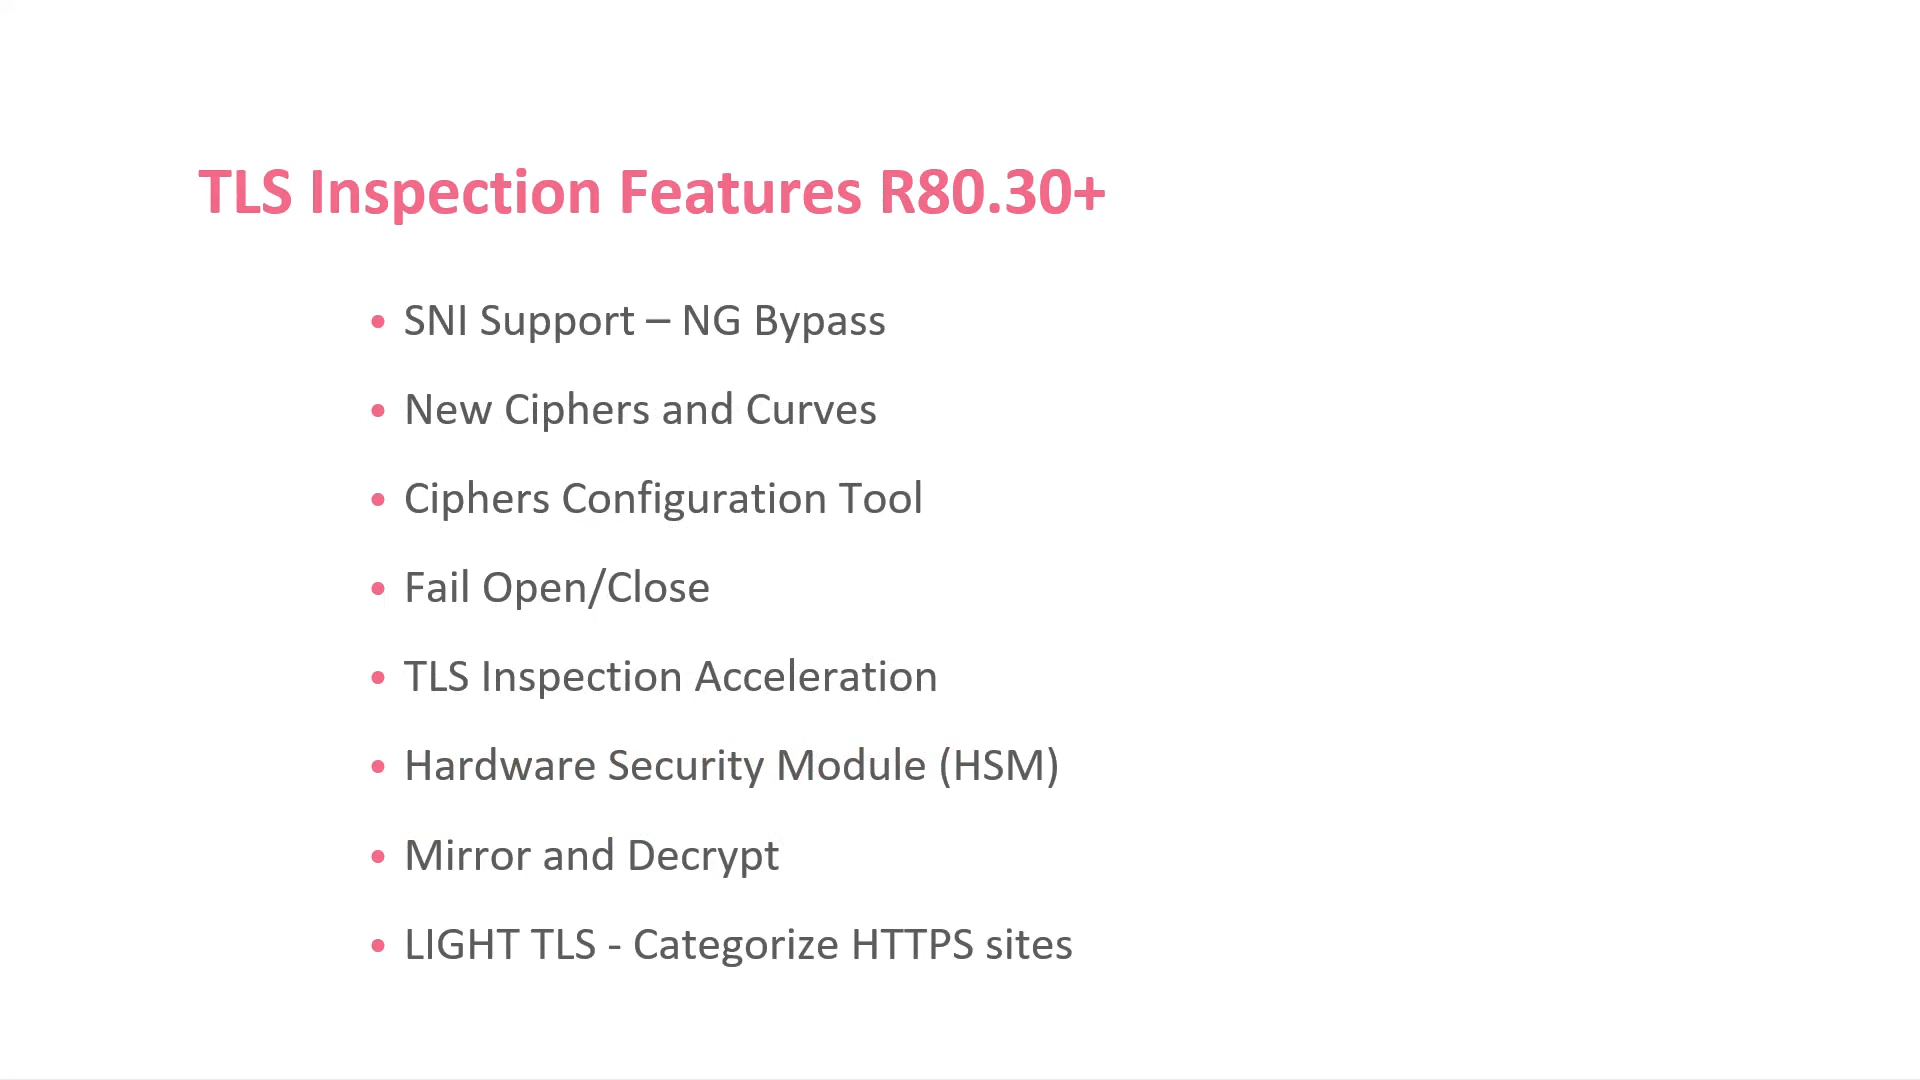 TLS Inspection Features R80.30+
• SNI Support – NG Bypass
• New Ciphers and Curves
• Ciphers Configuration Tool
• Fail Open/Close
• TLS Inspection Acceleration
• Hardware Security Module (HSM)
• Mirror and Decrypt
• LIGHT TLS - Categorize HTTPS sites